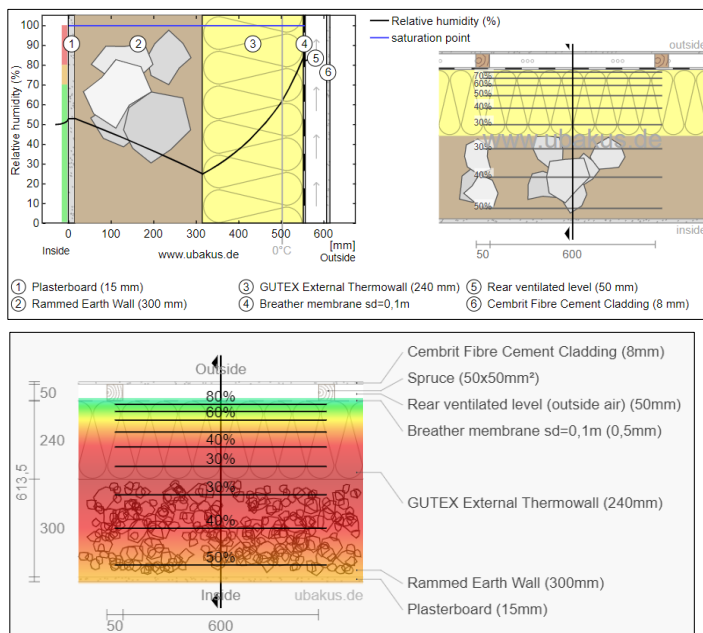 Relative humidity (%)
saturation point
100
90
80
70
60
50
40
30
20
10
0
Relative humidity (%)
1
2
3
4
5
6
0
100
200
300
400
500
600
[mm]
Inside
www.ubakus.de
0°C
Outside
outside
70%
60%
50%
40%
30%
www.ubakus.de
30%
40%
50%
inside
50
600
1 Plasterboard (15 mm)
3 GUTEX External Thermowall (240 mm)
5 Rear ventilated level (50 mm)
2 Rammed Earth Wall (300 mm)
4 Breather membrane sd=0,1m
6 Cembrit Fibre Cement Cladding (8 mm)
Outside
Cembrit Fibre Cement Cladding (8mm)
Spruce (50x50mm²)
Rear ventilated level (outside air) (50mm)
Breather membrane sd=0,1m (0,5mm)
GUTEX External Thermowall (240mm)
Rammed Earth Wall (300mm)
Plasterboard (15mm)
50
240
300
613,5
80%
60%
40%
30%
30%
40%
50%
Inside
ubakus.de
50
600